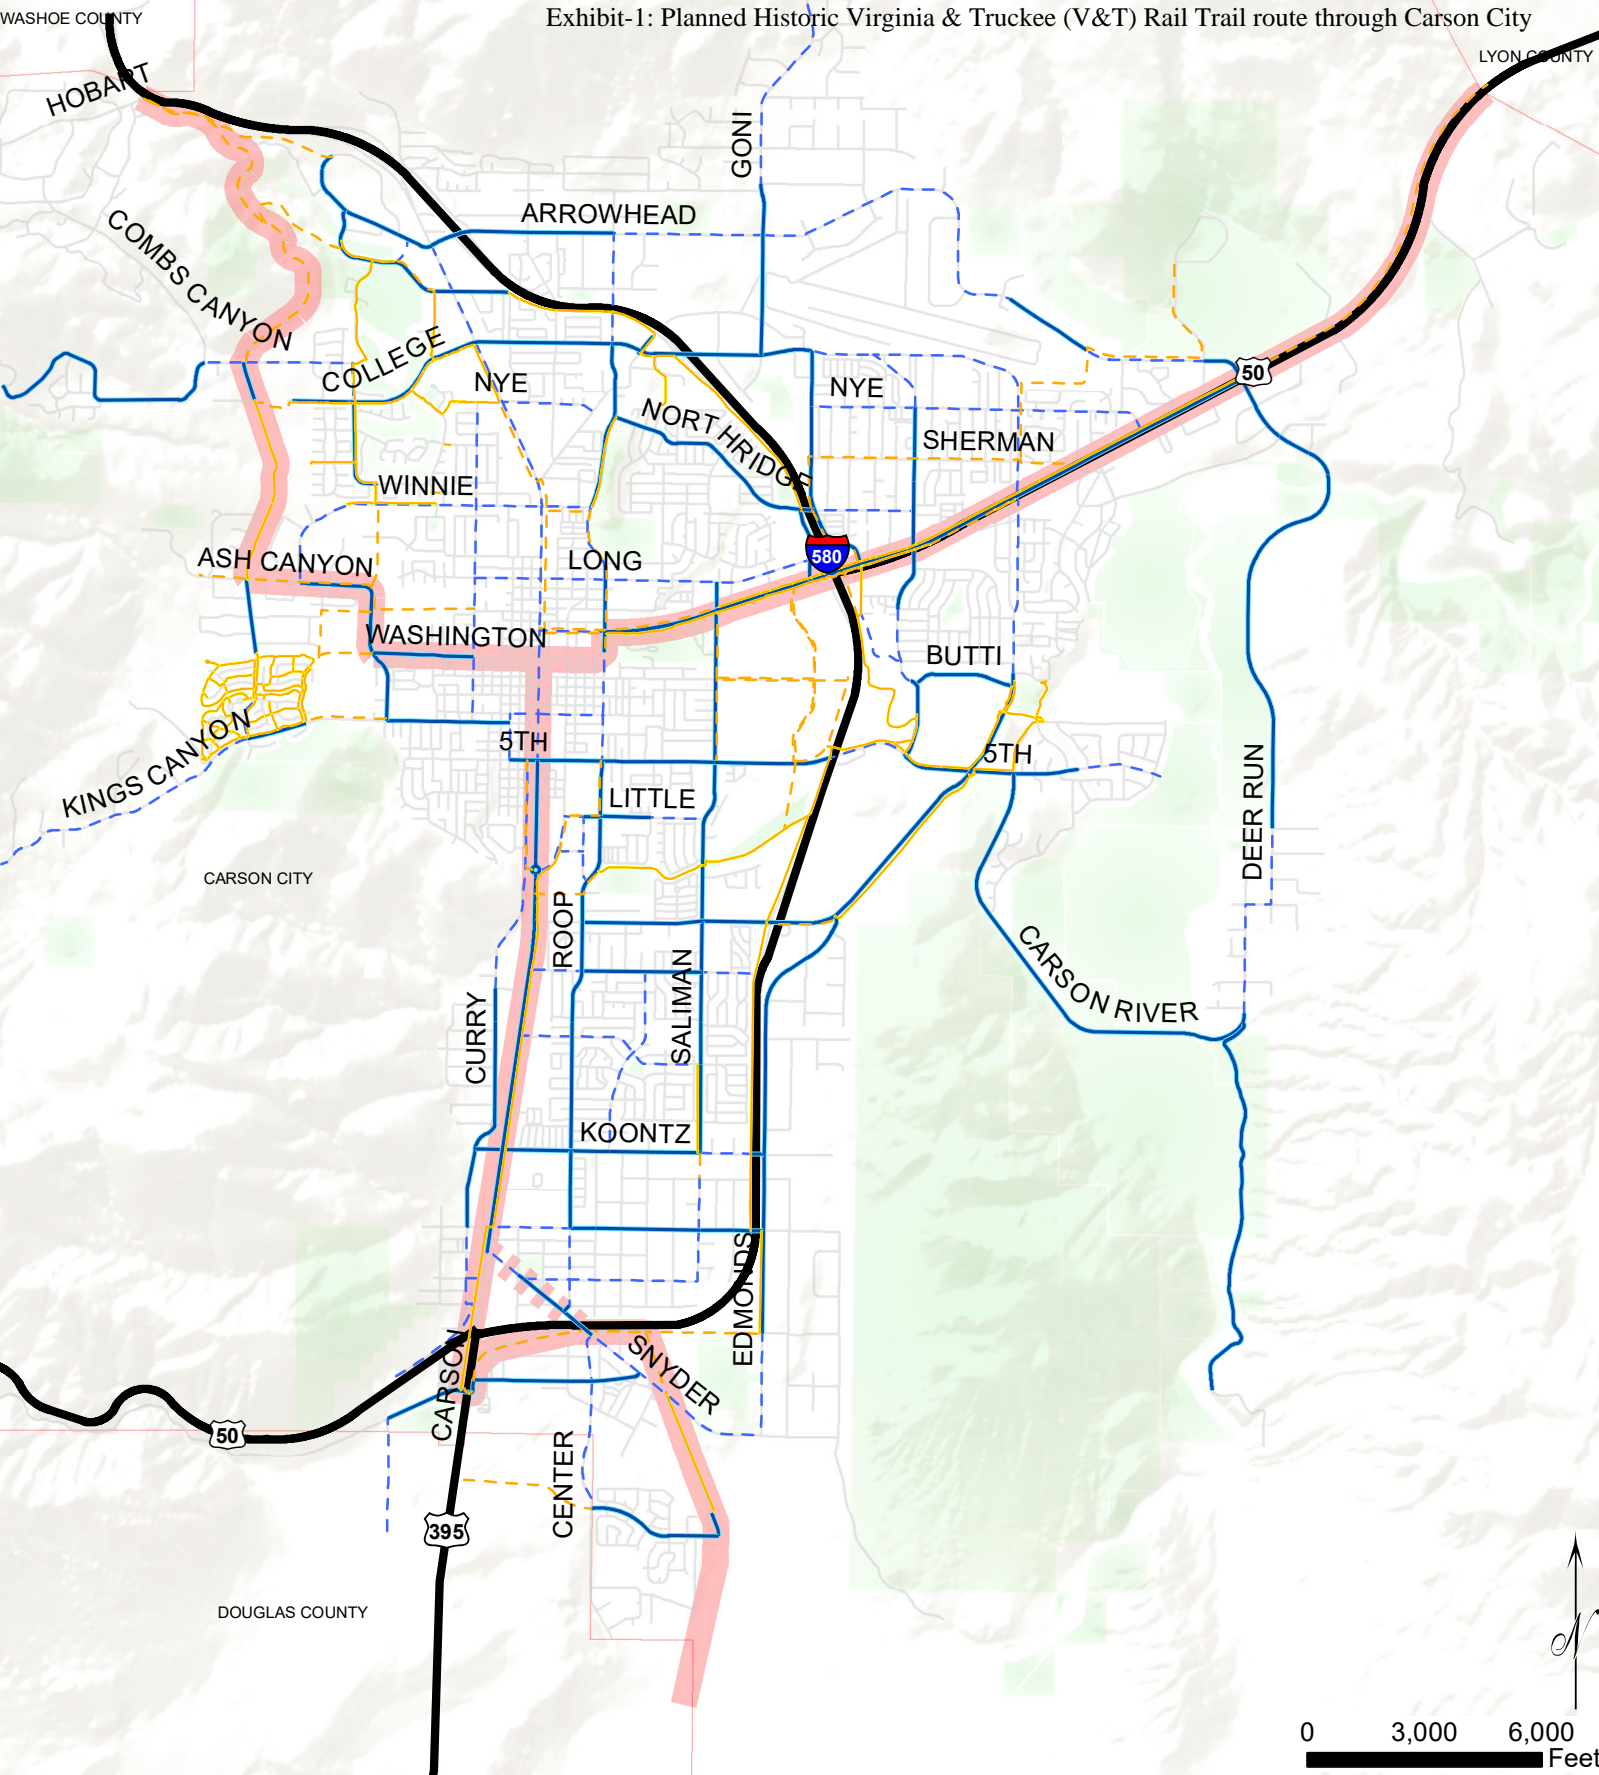 WASHOE COUNTY
Exhibit-1: Planned Historic Virginia & Truckee (V&T) Rail Trail route through Carson City
LYON COUNTY
HOBART
GONI
ARROWHEAD
COMBS CANYON
COLLEGE
NYE
NYE
50
NORTHRIDGE
SHERMAN
WINNIE
ASH CANYON
LONG
580
WASHINGTON
BUTTI
5TH
5TH
KINGS CANYON
LITTLE
DEER RUN
CARSON CITY
ROOP
CARSON RIVER
SALIMAN
CURRY
KOONTZ
EDMONDS
SNYDER
CARSON
50
CENTER
395
DOUGLAS COUNTY
N
0 3,000 6,000
Feet